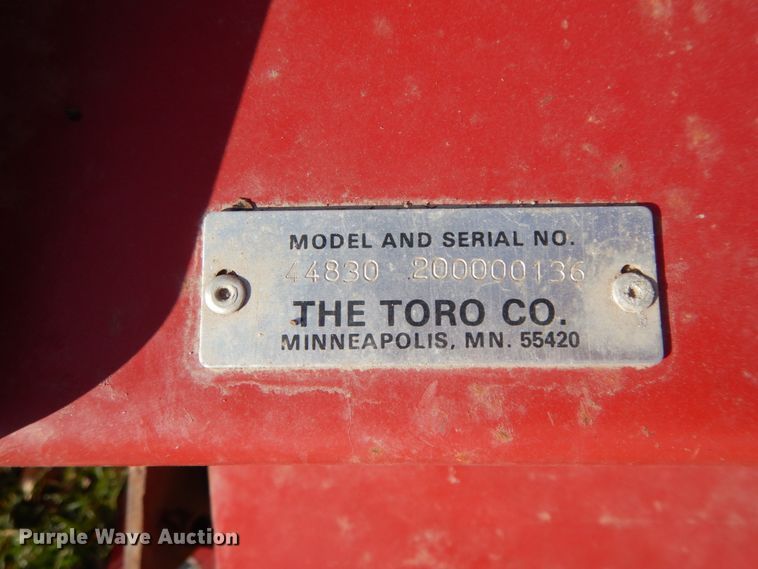 MODEL AND SERIAL NO.
44830 200000136
THE TORO CO.
MINNEAPOLIS, MN. 55420
Purple Wave Auction